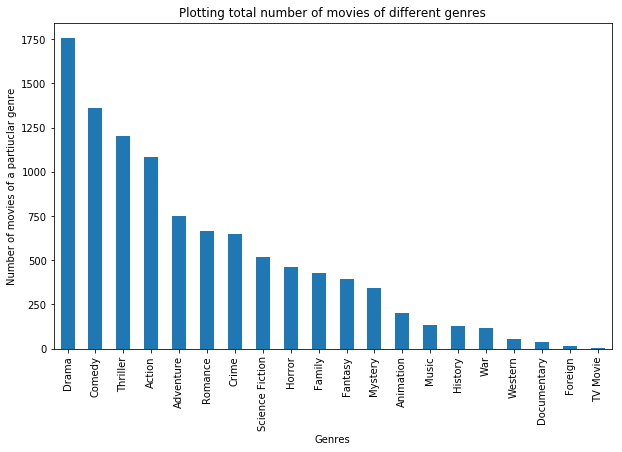 Plotting total number of movies of different genres
Number of movies of a partiuclar genre
1750
1500
1250
1000
750
500
250
0
Drama
Comedy
Thriller
Action
Adventure
Romance
Crime
Science Fiction
Horror
Family
Fantasy
Mystery
Animation
Music
History
War
Western
Documentary
Foreign
TV Movie
Genres